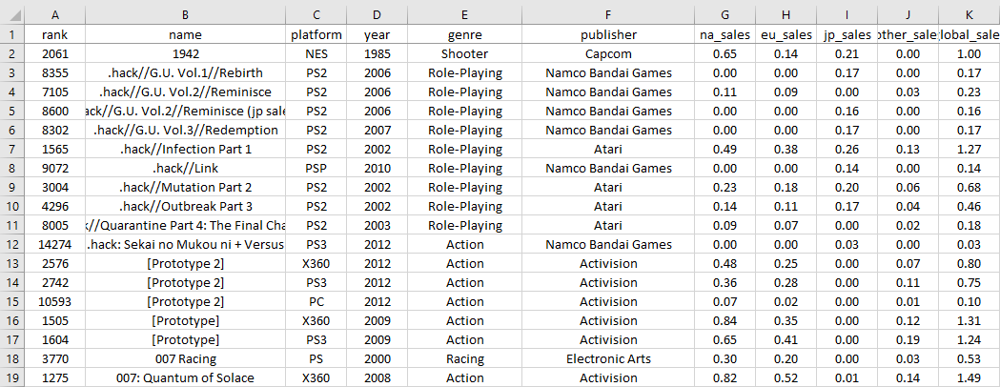 A B C D E F G H I J K
1 rank name platform year genre publisher na_sales eu_sales jp_sales other_sale lobal_sale
2 2061 1942 NES 1985 Shooter Capcom 0.65 0.14 0.21 0.00 1.00
3 8355 .hack//G.U. Vol.1//Rebirth PS2 2006 Role-Playing Namco Bandai Games 0.00 0.00 0.17 0.00 0.17
4 7105 .hack//G.U. Vol.2//Reminisce PS2 2006 Role-Playing Namco Bandai Games 0.11 0.09 0.00 0.03 0.23
5 8600 ack//G.U. Vol.2//Reminisce (jp sale PS2 2006 Role-Playing Namco Bandai Games 0.00 0.00 0.16 0.00 0.16
6 8302 .hack//G.U. Vol.3//Redemption PS2 2007 Role-Playing Namco Bandai Games 0.00 0.00 0.17 0.00 0.17
7 1565 .hack//Infection Part 1 PS2 2002 Role-Playing Atari 0.49 0.38 0.26 0.13 1.27
8 9072 .hack//Link PSP 2010 Role-Playing Namco Bandai Games 0.00 0.00 0.14 0.00 0.14
9 3004 .hack//Mutation Part 2 PS2 2002 Role-Playing Atari 0.23 0.18 0.20 0.06 0.68
10 4296 .hack//Outbreak Part 3 PS2 2002 Role-Playing Atari 0.14 0.11 0.17 0.04 0.46
11 8005 k//Quarantine Part 4: The Final Cha PS2 2003 Role-Playing Atari 0.09 0.07 0.00 0.02 0.18
12 14274 .hack: Sekai no Mukou ni + Versus PS3 2012 Action Namco Bandai Games 0.00 0.00 0.03 0.00 0.03
13 2576 [Prototype 2] X360 2012 Action Activision 0.48 0.25 0.00 0.07 0.80
14 2742 [Prototype 2] PS3 2012 Action Activision 0.36 0.28 0.00 0.11 0.75
15 10593 [Prototype 2] PC 2012 Action Activision 0.07 0.02 0.00 0.01 0.10
16 1505 [Prototype] X360 2009 Action Activision 0.84 0.35 0.00 0.12 1.31
17 1604 [Prototype] PS3 2009 Action Activision 0.65 0.41 0.00 0.19 1.24
18 3770 007 Racing PS 2000 Racing Electronic Arts 0.30 0.20 0.00 0.03 0.53
19 1275 007: Quantum of Solace X360 2008 Action Activision 0.82 0.52 0.01 0.14 1.49